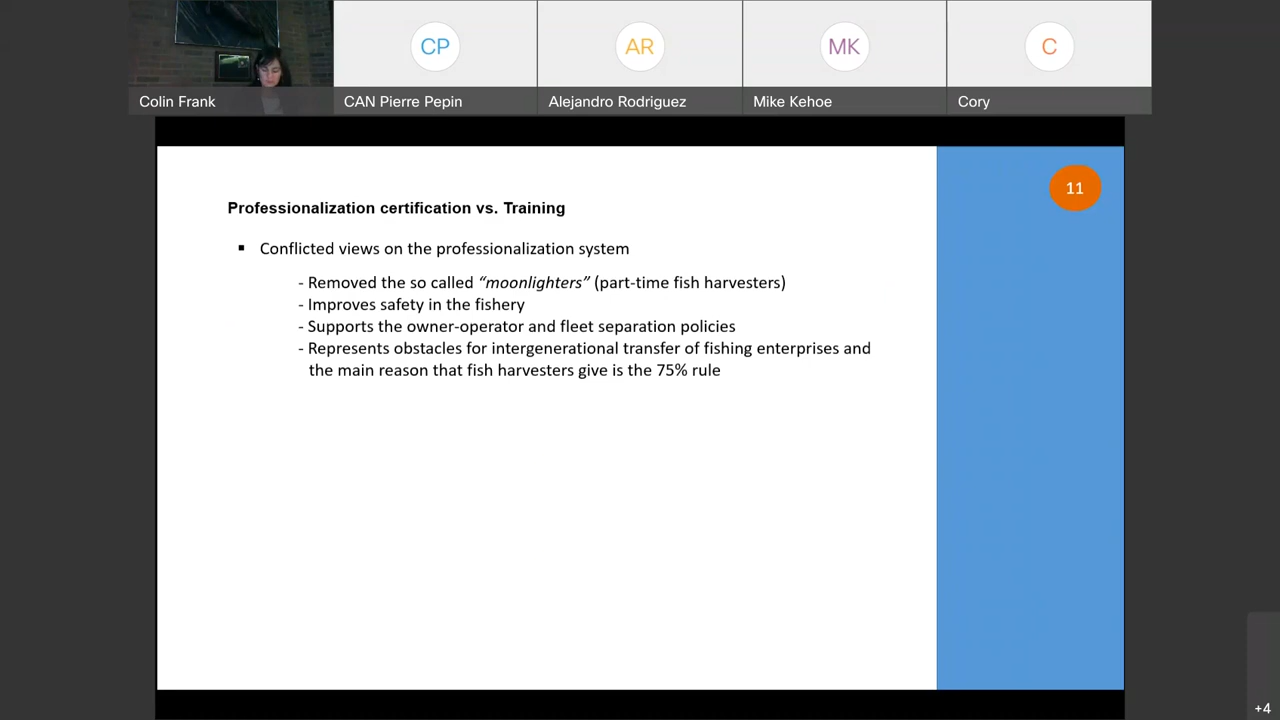 CP
AR
MK
C
Colin Frank
CAN Pierre Pepin
Alejandro Rodriguez
Mike Kehoe
Cory
11
Professionalization certification vs. Training
▪ Conflicted views on the professionalization system
- Removed the so called “moonlighters” (part-time fish harvesters)
- Improves safety in the fishery
- Supports the owner-operator and fleet separation policies
- Represents obstacles for intergenerational transfer of fishing enterprises and
the main reason that fish harvesters give is the 75% rule
+4